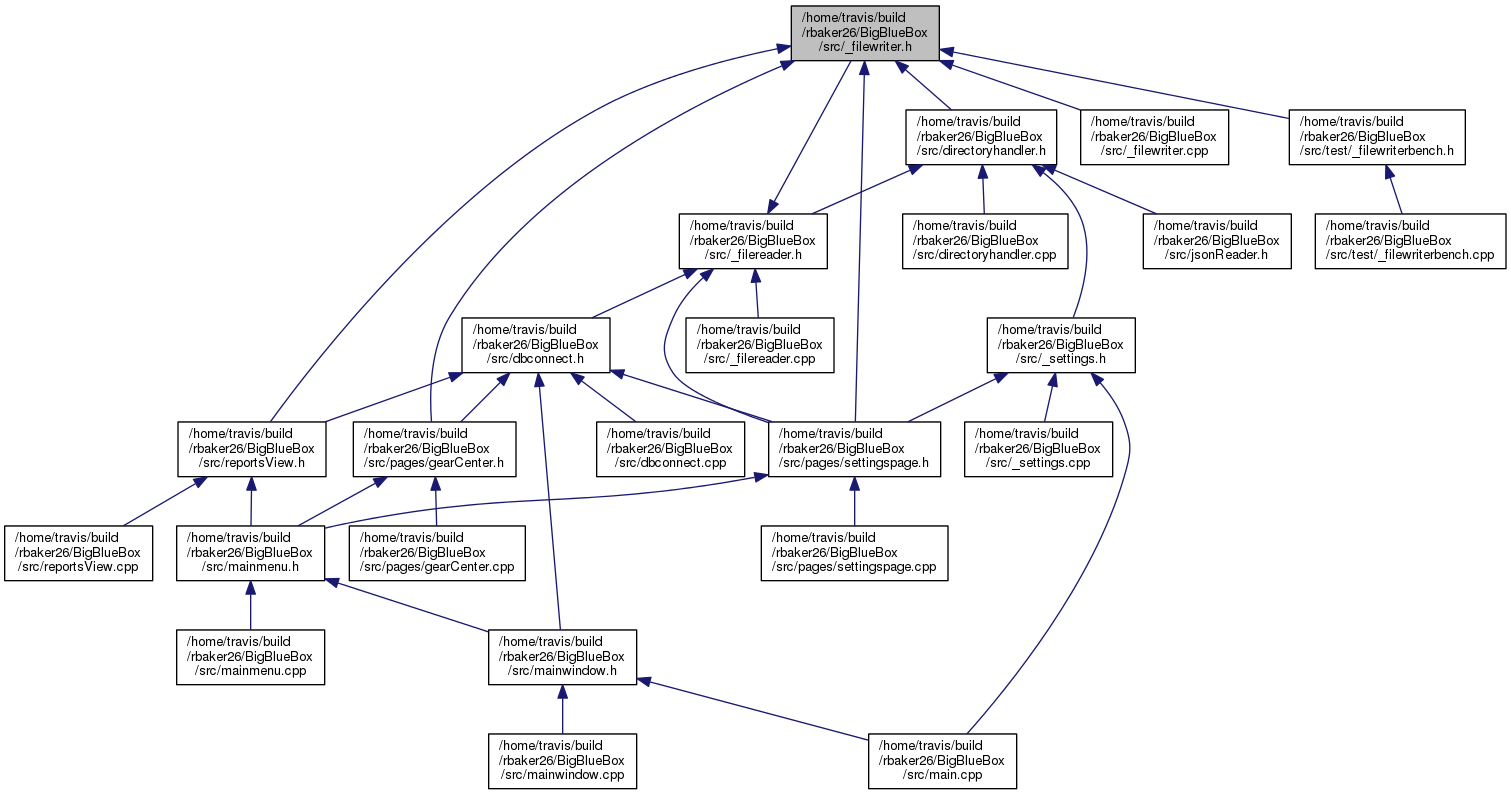 /home/travis/build
/rbaker26/BigBlueBox
/src/_filewriter.h
/home/travis/build
/rbaker26/BigBlueBox
/src/directoryhandler.h
/home/travis/build
/rbaker26/BigBlueBox
/src/_filewriter.cpp
/home/travis/build
/rbaker26/BigBlueBox
/src/test/_filewriterbench.h
/home/travis/build
/rbaker26/BigBlueBox
/src/_filereader.h
/home/travis/build
/rbaker26/BigBlueBox
/src/directoryhandler.cpp
/home/travis/build
/rbaker26/BigBlueBox
/src/jsonReader.h
/home/travis/build
/rbaker26/BigBlueBox
/src/test/_filewriterbench.cpp
/home/travis/build
/rbaker26/BigBlueBox
/src/dbconnect.h
/home/travis/build
/rbaker26/BigBlueBox
/src/_filereader.cpp
/home/travis/build
/rbaker26/BigBlueBox
/src/_settings.h
/home/travis/build
/rbaker26/BigBlueBox
/src/reportsView.h
/home/travis/build
/rbaker26/BigBlueBox
/src/pages/gearCenter.h
/home/travis/build
/rbaker26/BigBlueBox
/src/dbconnect.cpp
/home/travis/build
/rbaker26/BigBlueBox
/src/pages/settingspage.h
/home/travis/build
/rbaker26/BigBlueBox
/src/_settings.cpp
/home/travis/build
/rbaker26/BigBlueBox
/src/reportsView.cpp
/home/travis/build
/rbaker26/BigBlueBox
/src/mainmenu.h
/home/travis/build
/rbaker26/BigBlueBox
/src/pages/gearCenter.cpp
/home/travis/build
/rbaker26/BigBlueBox
/src/pages/settingspage.cpp
/home/travis/build
/rbaker26/BigBlueBox
/src/mainmenu.cpp
/home/travis/build
/rbaker26/BigBlueBox
/src/mainwindow.h
/home/travis/build
/rbaker26/BigBlueBox
/src/mainwindow.cpp
/home/travis/build
/rbaker26/BigBlueBox
/src/main.cpp